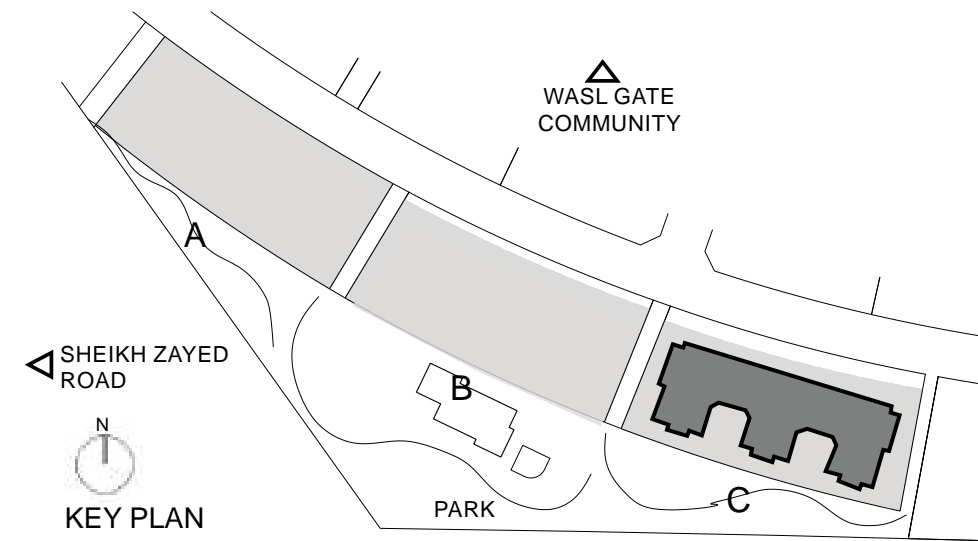 WASL GATE
COMMUNITY
A
SHEIKH ZAYED
ROAD
B
N
C
PARK
KEY PLAN